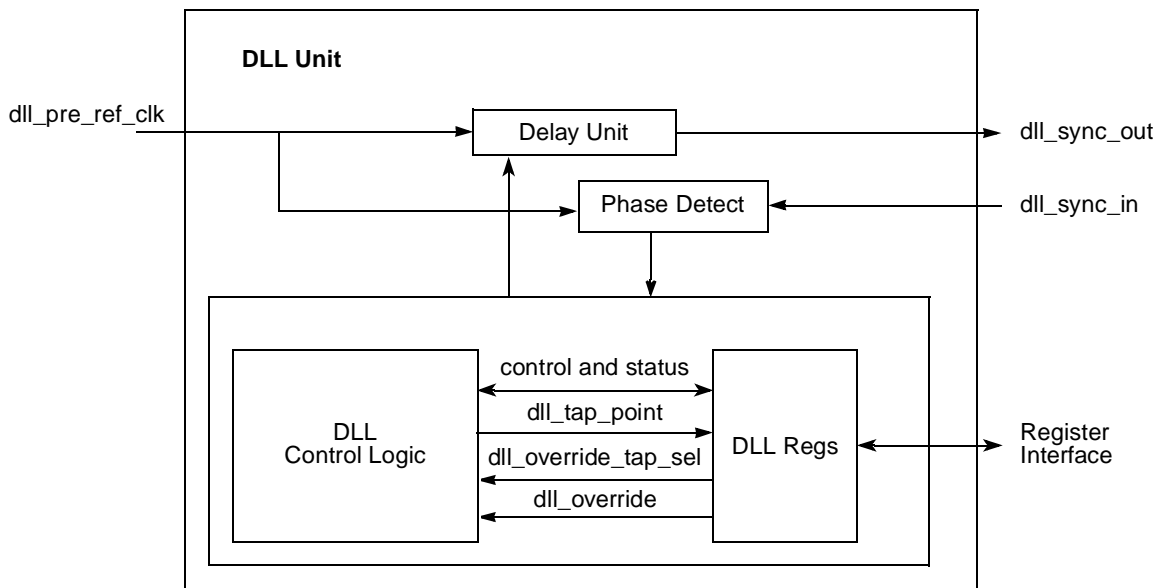 DLL Unit
dll_pre_ref_clk
Delay Unit
dll_sync_out
Phase Detect
dll_sync_in
control and status
dll_tap_point
DLL
Control Logic
dll_override_tap_sel
dll_override
DLL Regs
Register
Interface